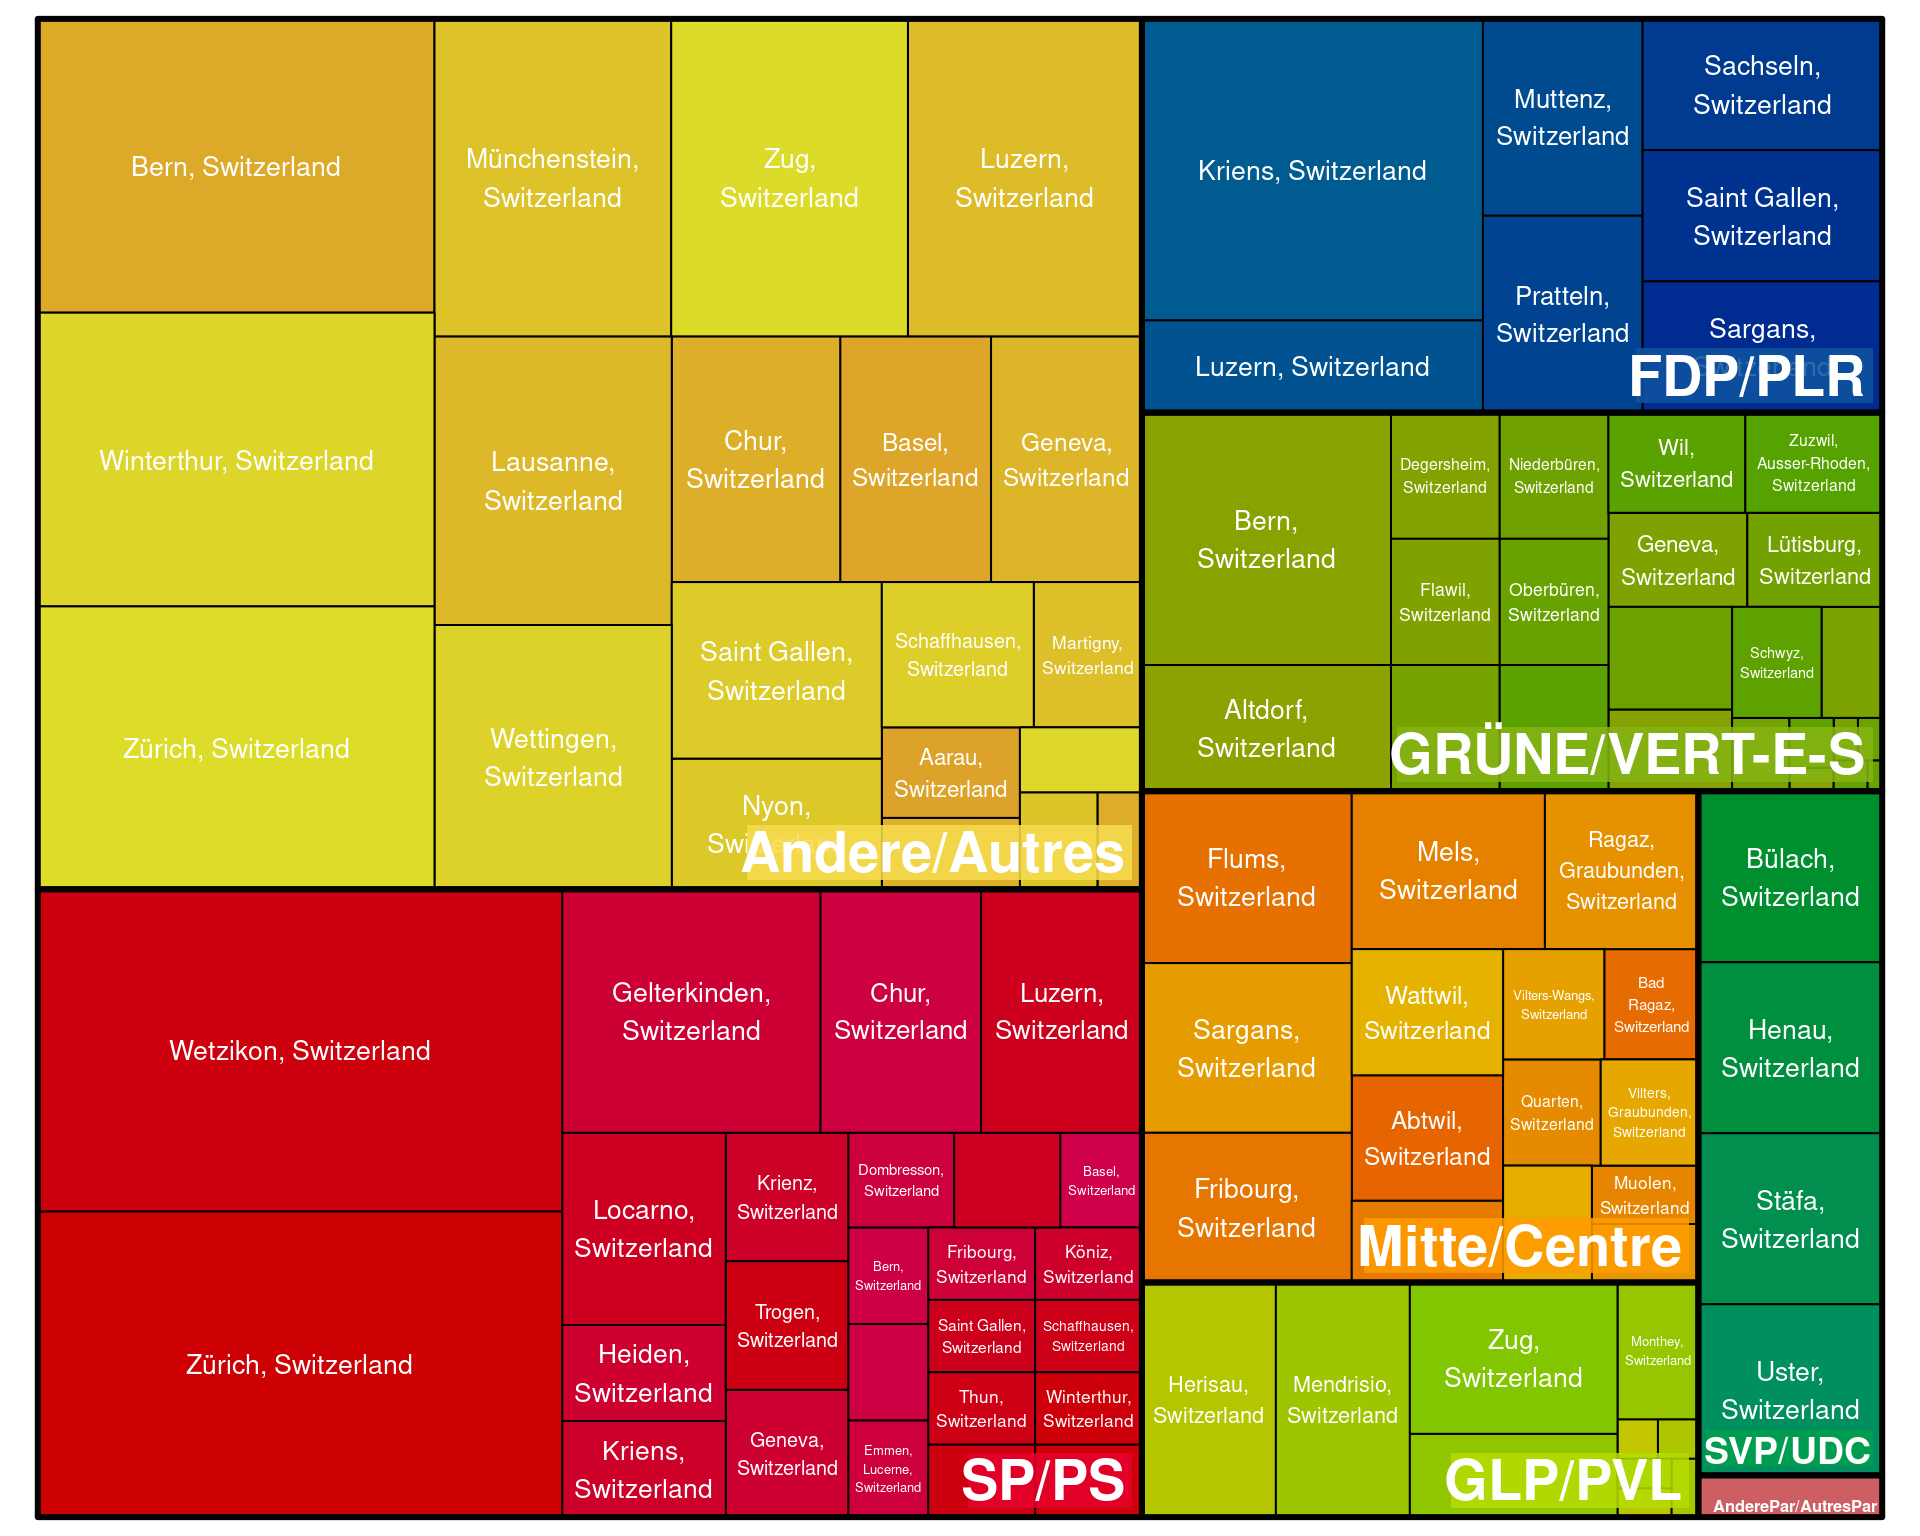 Bern, Switzerland
Münchenstein,
Switzerland
Zug,
Switzerland
Luzern,
Switzerland
Winterthur, Switzerland
Zürich, Switzerland
Lausanne,
Switzerland
Wettingen,
Switzerland
Chur,
Switzerland
Basel,
Switzerland
Geneva,
Switzerland
Saint Gallen,
Switzerland
Schaffhausen,
Switzerland
Martigny,
Switzerland
Aarau,
Switzerland
Nyon,
Andere/Autres
Kriens, Switzerland
Luzern, Switzerland
Muttenz,
Switzerland
Pratteln,
Switzerland
Sachseln,
Switzerland
Saint Gallen,
Switzerland
Sargans,
Switzerland
FDP/PLR
Bern,
Switzerland
Altdorf,
Switzerland
Degersheim,
Switzerland
Niederbüren,
Switzerland
Flawil,
Switzerland
Oberbüren,
Switzerland
Wil,
Switzerland
Zuzwil,
Ausser-Rhoden,
Switzerland
Geneva,
Switzerland
Lütisburg,
Switzerland
Schwyz,
Switzerland
GRÜNE/VERT-E-S
Wetzikon, Switzerland
Zürich, Switzerland
Gelterkinden,
Switzerland
Chur,
Switzerland
Luzern,
Switzerland
Locarno,
Switzerland
Heiden,
Switzerland
Kriens,
Switzerland
Krienz,
Switzerland
Trogen,
Switzerland
Geneva,
Switzerland
Dombresson,
Switzerland
Basel,
Switzerland
Bern,
Switzerland
Fribourg,
Switzerland
Köniz,
Switzerland
Saint Gallen,
Switzerland
Schaffhausen,
Switzerland
Thun,
Switzerland
Winterthur,
Switzerland
Emmen,
Lucerne,
Switzerland
SP/PS
Flums,
Switzerland
Sargans,
Switzerland
Fribourg,
Switzerland
Mels,
Switzerland
Ragaz,
Graubunden,
Switzerland
Wattwil,
Switzerland
Abtwil,
Switzerland
Vilters-Wangs,
Switzerland
Bad
Ragaz,
Switzerland
Quarten,
Switzerland
Vilters,
Graubunden,
Switzerland
Muolen,
Switzerland
Mitte/Centre
Herisau,
Switzerland
Mendrisio,
Switzerland
Zug,
Switzerland
Monthey,
Switzerland
GLP/PVL
Bülach,
Switzerland
Henau,
Switzerland
Stäfa,
Switzerland
Uster,
Switzerland
SVP/UDC
AnderePar/AutresPar